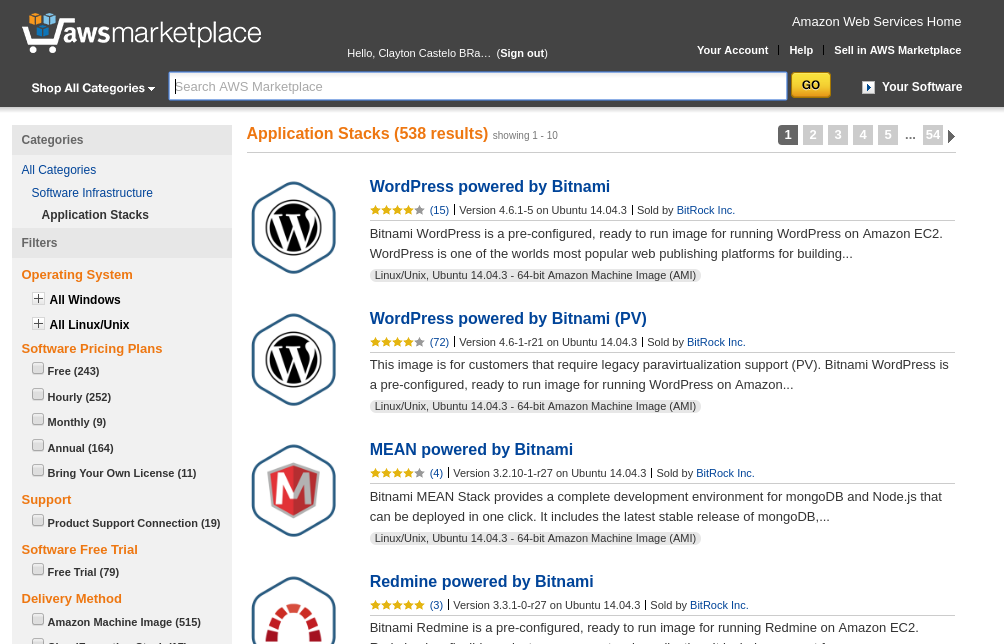 awsmarketplace
Amazon Web Services Home
Hello, Clayton Castelo BRa... (Sign out)
Your Account | Help | Sell in AWS Marketplace
Shop All Categories
Search AWS Marketplace
GO
Your Software
Categories
All Categories
Software Infrastructure
Application Stacks
Filters
Operating System
All Windows
All Linux/Unix
Software Pricing Plans
Free (243)
Hourly (252)
Monthly (9)
Annual (164)
Bring Your Own License (11)
Support
Product Support Connection (19)
Software Free Trial
Free Trial (79)
Delivery Method
Amazon Machine Image (515)
Application Stacks (538 results) showing 1 - 10
1 2 3 4 5 ... 54
WordPress powered by Bitnami
(15) | Version 4.6.1-5 on Ubuntu 14.04.3 | Sold by BitRock Inc.
Bitnami WordPress is a pre-configured, ready to run image for running WordPress on Amazon EC2.
WordPress is one of the worlds most popular web publishing platforms for building...
Linux/Unix, Ubuntu 14.04.3 - 64-bit Amazon Machine Image (AMI)
WordPress powered by Bitnami (PV)
(72) | Version 4.6-1-r21 on Ubuntu 14.04.3 | Sold by BitRock Inc.
This image is for customers that require legacy paravirtualization support (PV). Bitnami WordPress is
a pre-configured, ready to run image for running WordPress on Amazon...
Linux/Unix, Ubuntu 14.04.3 - 64-bit Amazon Machine Image (AMI)
MEAN powered by Bitnami
(4) | Version 3.2.10-1-r27 on Ubuntu 14.04.3 | Sold by BitRock Inc.
Bitnami MEAN Stack provides a complete development environment for mongoDB and Node.js that
can be deployed in one click. It includes the latest stable release of mongoDB,...
Linux/Unix, Ubuntu 14.04.3 - 64-bit Amazon Machine Image (AMI)
Redmine powered by Bitnami
(3) | Version 3.3.1-0-r27 on Ubuntu 14.04.3 | Sold by BitRock Inc.
Bitnami Redmine is a pre-configured, ready to run image for running Redmine on Amazon EC2.